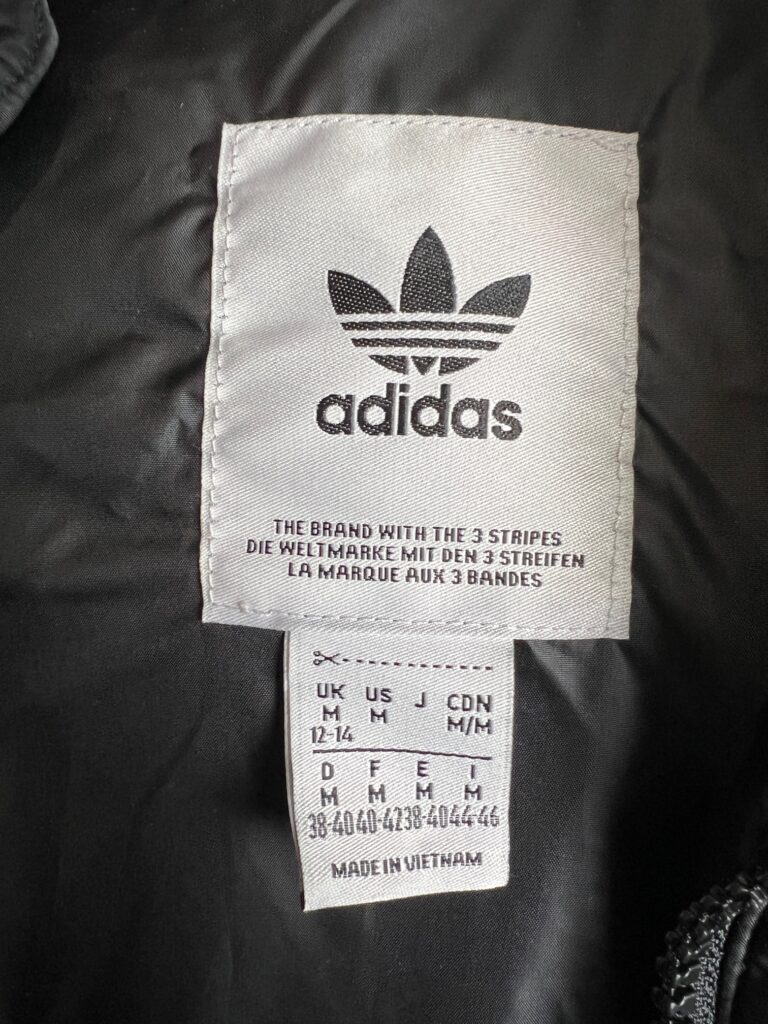 adidas
THE BRAND WITH THE 3 STRIPES
DIE WELTMARKE MIT DEN 3 STREIFEN
LA MARQUE AUX 3 BANDES
UK US J CDN
M M M/M
12-14
D F E I
M M M M
38-40 40-42 38-40 44-46
MADE IN VIETNAM